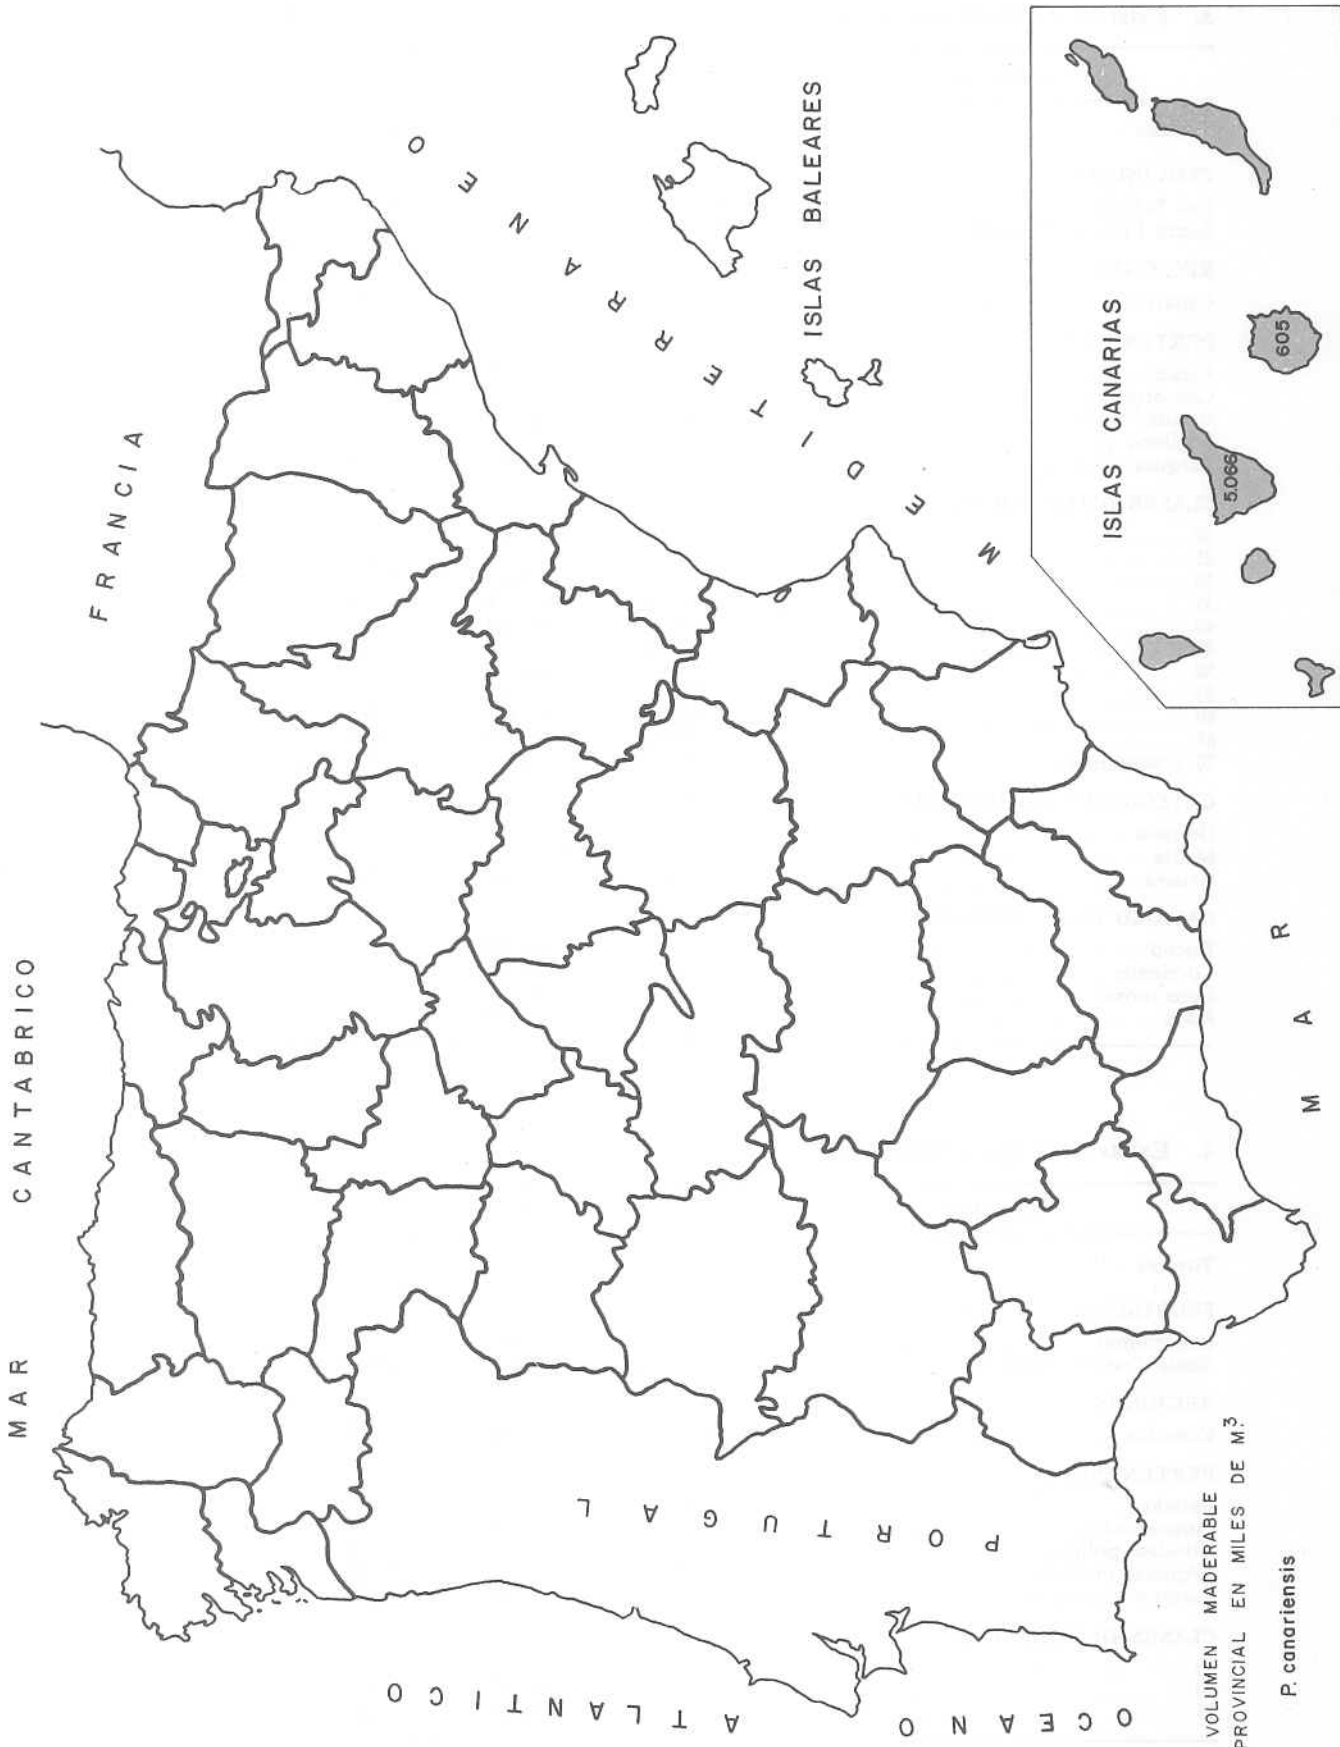 MAR CANTABRICO
FRANCIA
MAR MEDITERRANEO
ISLAS BALEARES
PORTUGAL
OCEANO ATLANTICO
ISLAS CANARIAS
5.066
605
VOLUMEN MADERABLE
PROVINCIAL EN MILES DE M.³
P. canariensis